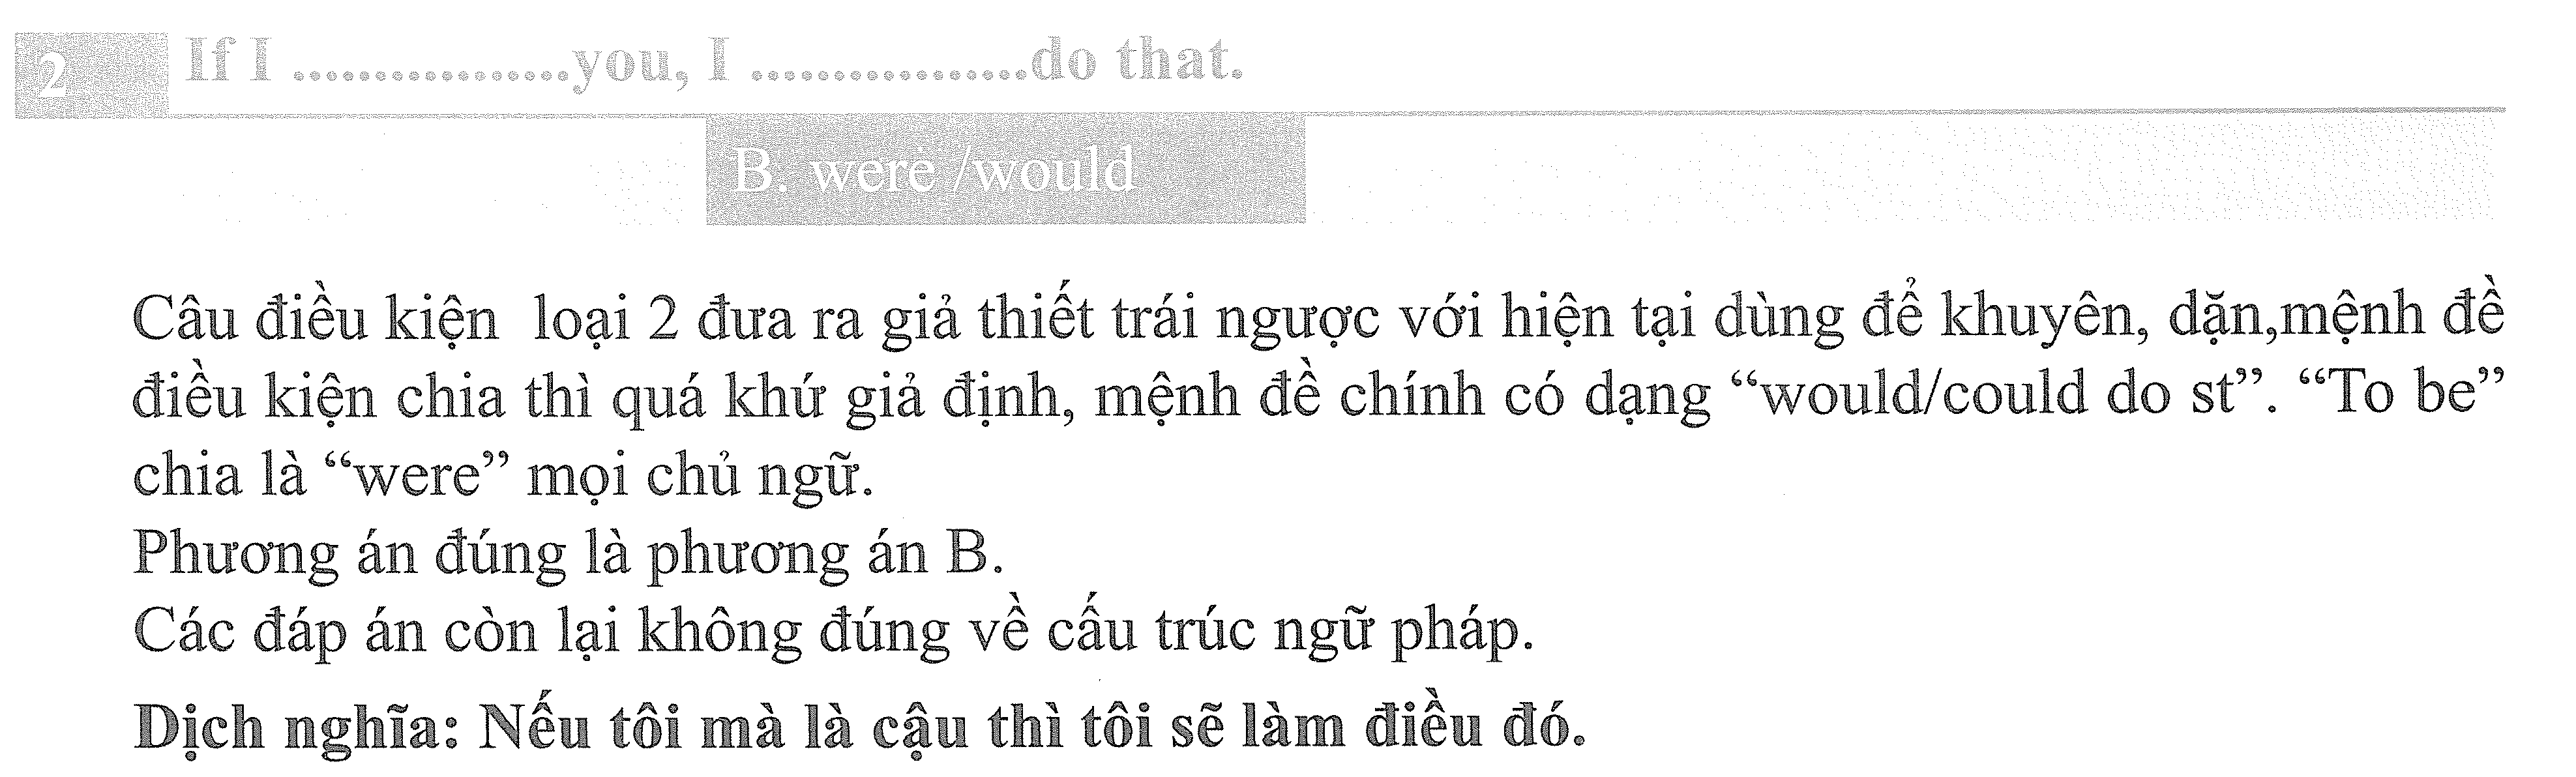 2 If I .................you, I .................do that.
B. were /would
Câu điều kiện loại 2 đưa ra giả thiết trái ngược với hiện tại dùng để khuyên, dặn,mệnh đề
điều kiện chia thì quá khứ giả định, mệnh đề chính có dạng “would/could do st”. “To be”
chia là “were” mọi chủ ngữ.
Phương án đúng là phương án B.
Các đáp án còn lại không đúng về cấu trúc ngữ pháp.
Dịch nghĩa: Nếu tôi mà là cậu thì tôi sẽ làm điều đó.